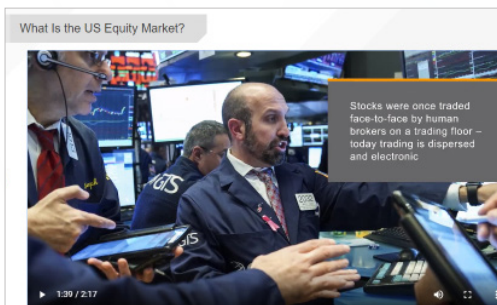 What Is the US Equity Market?
Stocks were once traded
face-to-face by human
brokers on a trading floor –
today trading is dispersed
and electronic
GTS
GTS
1:39 / 2:17